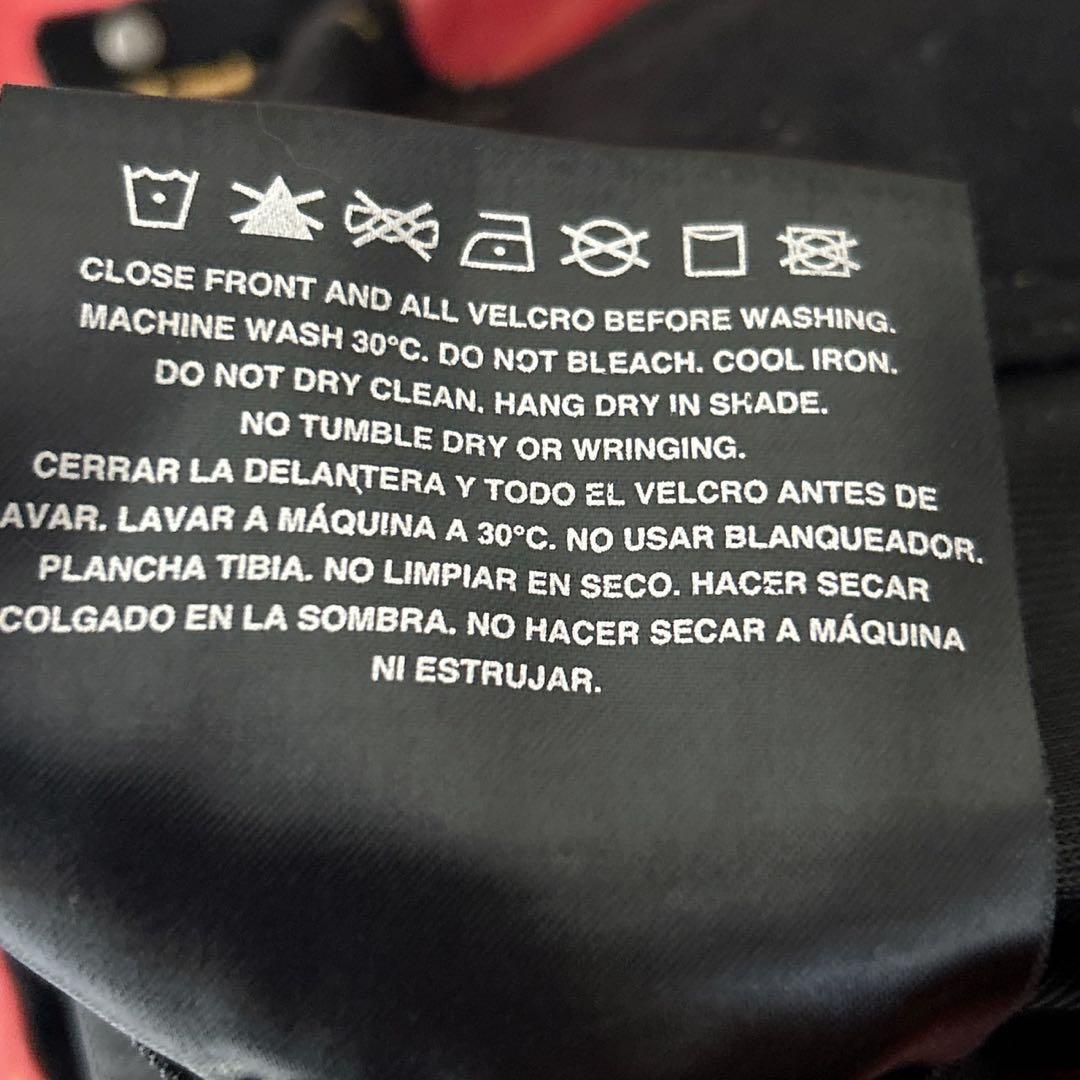 CLOSE FRONT AND ALL VELCRO BEFORE WASHING.
MACHINE WASH 30°C. DO NOT BLEACH. COOL IRON.
DO NOT DRY CLEAN. HANG DRY IN SHADE.
NO TUMBLE DRY OR WRINGING.
CERRAR LA DELANTERA Y TODO EL VELCRO ANTES DE
AVAR. LAVAR A MÁQUINA A 30°C. NO USAR BLANQUEADOR.
PLANCHA TIBIA. NO LIMPIAR EN SECO. HACER SECAR
COLGADO EN LA SOMBRA. NO HACER SECAR A MÁQUINA
NI ESTRUJAR.